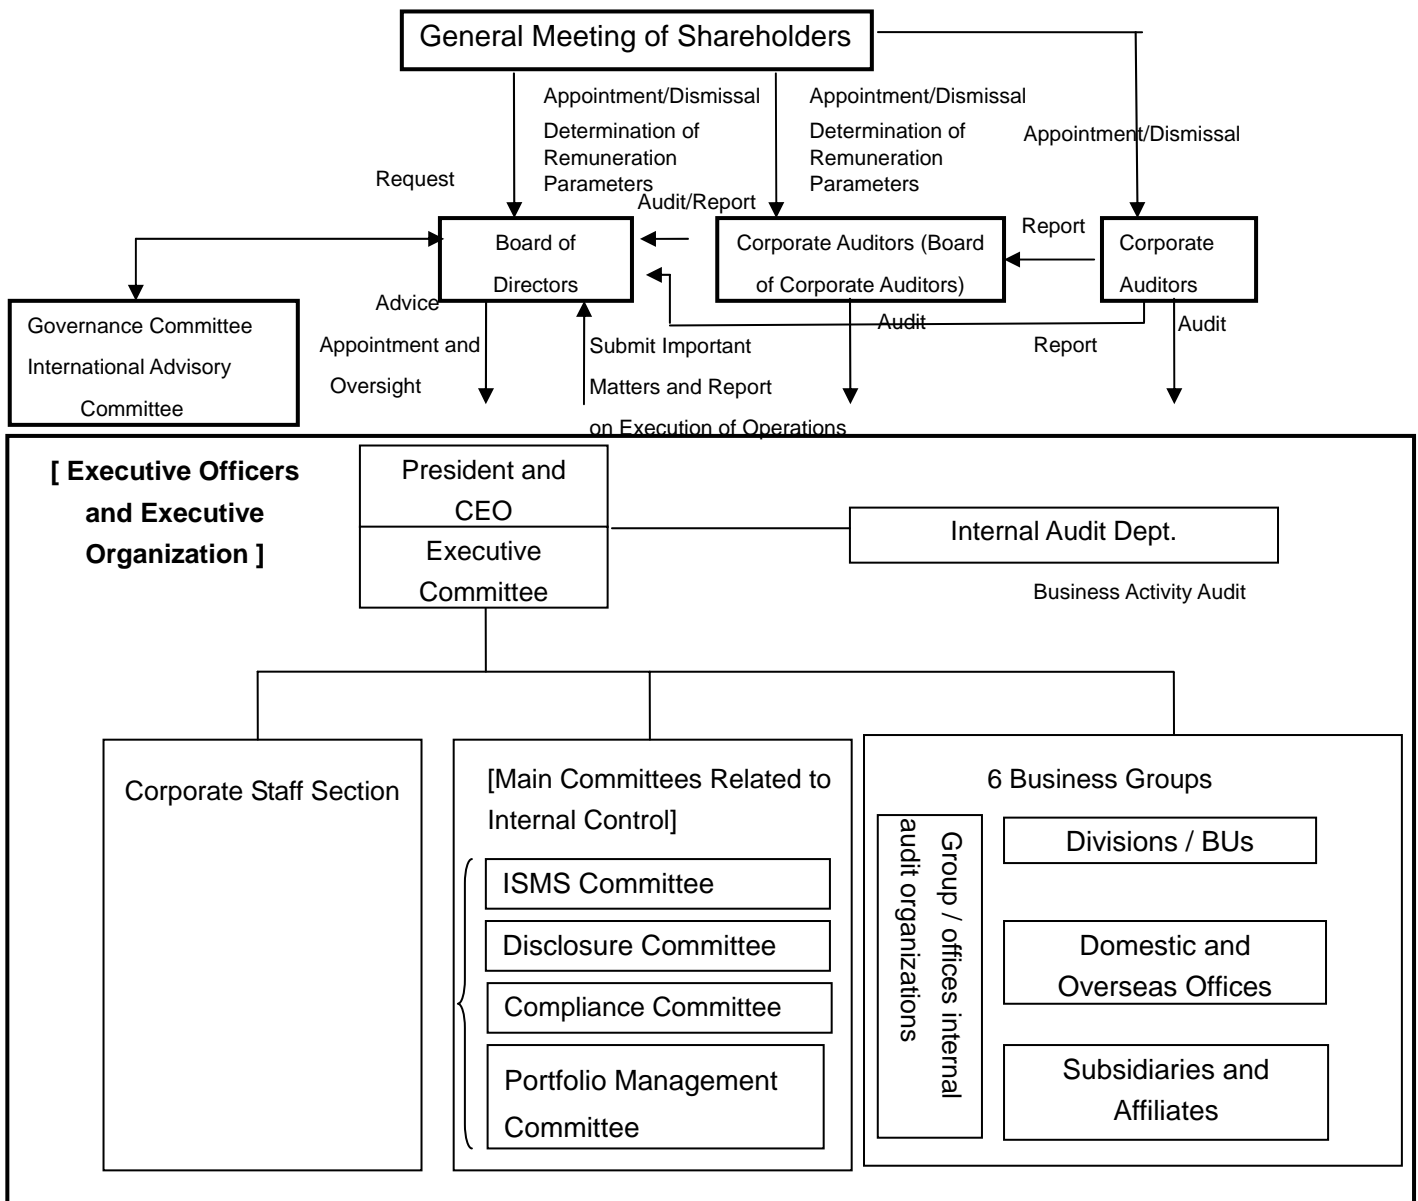 General Meeting of Shareholders
Appointment/Dismissal
Determination of
Remuneration
Parameters
Appointment/Dismissal
Determination of
Remuneration
Parameters
Appointment/Dismissal
Request
Audit/Report
Report
Board of
Directors
Corporate Auditors (Board
of Corporate Auditors)
Corporate
Auditors
Advice
Governance Committee
International Advisory
Committee
Appointment and
Oversight
Submit Important
Matters and Report
on Execution of Operations
Audit
Report
Audit
[ Executive Officers
and Executive
Organization ]
President and
CEO
Executive
Committee
Internal Audit Dept.
Business Activity Audit
Corporate Staff Section
[Main Committees Related to
Internal Control]
ISMS Committee
Disclosure Committee
Compliance Committee
Portfolio Management
Committee
6 Business Groups
Group / offices internal
audit organizations
Divisions / BUs
Domestic and
Overseas Offices
Subsidiaries and
Affiliates